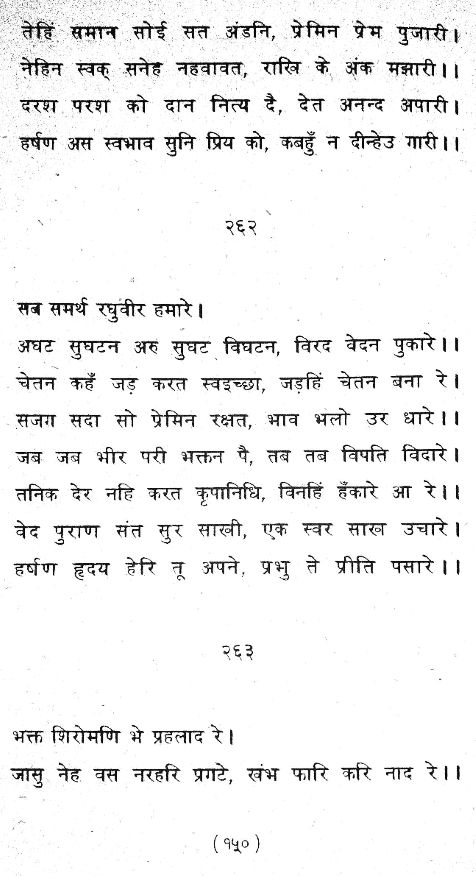 तेहिं समान सोई सत अंडनि, प्रेमिन प्रेम पुजारी।
नेहिन स्वक् सनेह नहवावत, राखि के अंक मझारी।।
दरश परश को दान नित्य दै, देत अनन्द अपारी।
हर्षण अस स्वभाव सुनि प्रिय को, कबहुँ न दीन्हेउ गारी।।
२६२
सब समर्थ रघुवीर हमारे।
अघट सुघटन अरु सुघट विघटन, विरद वेदन पुकारे।।
चेतन कहँ जड़ करत स्वइच्छा, जड़हिं चेतन बना रे।
सजग सदा सो प्रेमिन रक्षत, भाव भलो उर धारे।।
जब जब भीर परी भक्तन पै, तब तब विपति विदारे।
तनिक देर नहि करत कृपानिधि, विनहिं हँकारे आ रे।।
वेद पुराण संत सुर साखी, एक स्वर साख उचारे।
हर्षण हृदय हेरि तू अपने, प्रभु ते प्रीति पसारे।।
२६३
भक्त शिरोमणि भे प्रहलाद रे।
जासु नेह वस नरहरि प्रगटे, खंभ फारि करि नाद रे।।
(१५०)